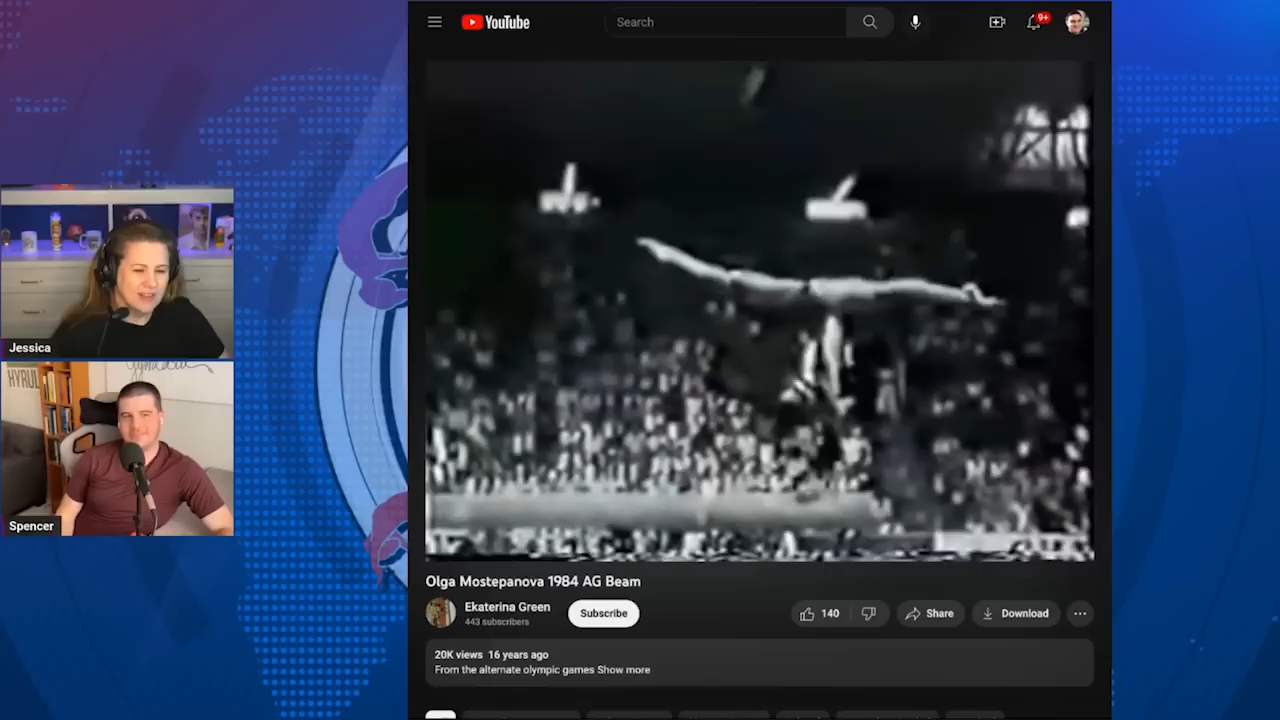 YouTube
Search
9+
HYRUL
Jessica
Spencer
Olga Mostepanova 1984 AG Beam
Ekaterina Green
443 subscribers
Subscribe
140
Share
Download
20K views 16 years ago
From the alternate olympic games Show more